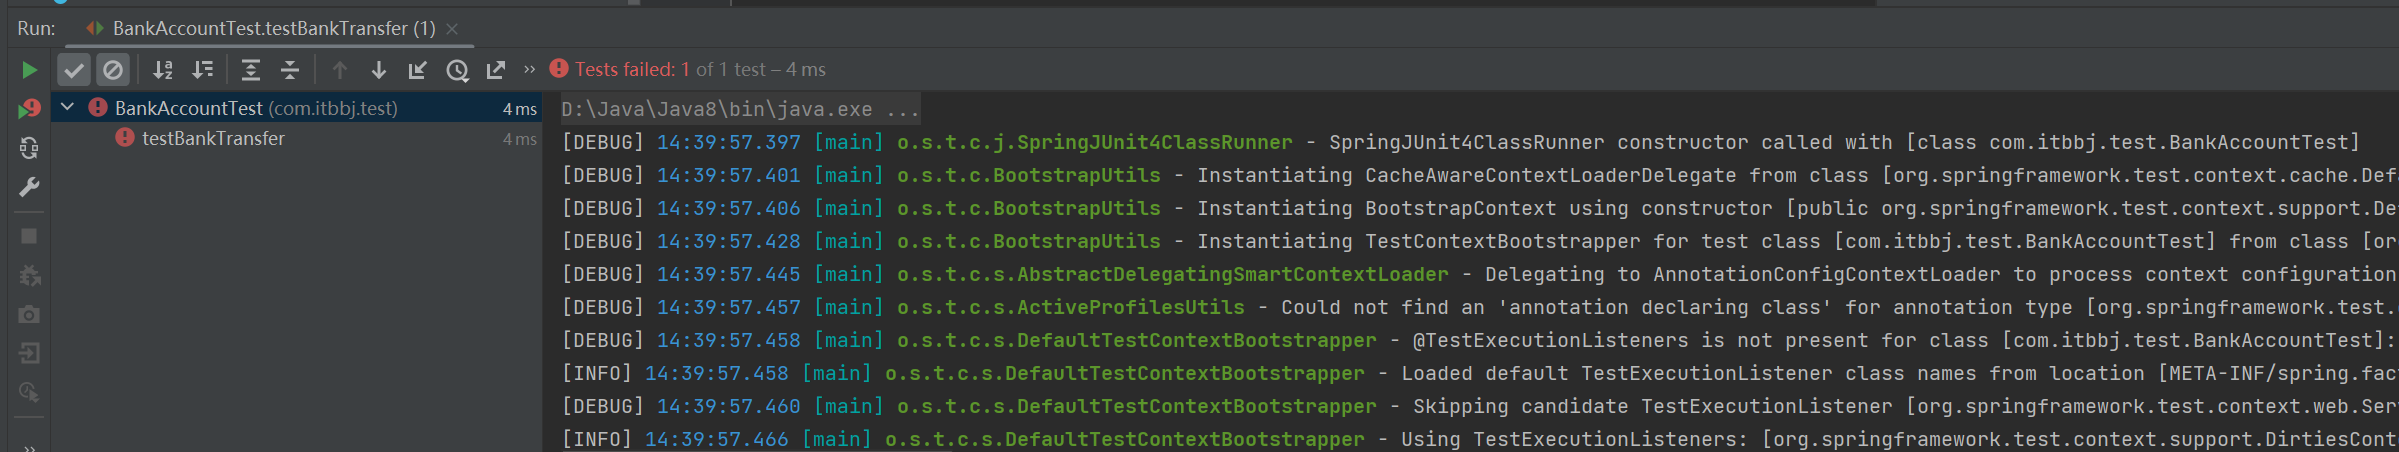 Run: BankAccountTest.testBankTransfer (1)
Tests failed: 1 of 1 test – 4 ms
BankAccountTest (com.itbbj.test) 4 ms
testBankTransfer 4 ms
D:\Java\Java8\bin\java.exe ...
[DEBUG] 14:39:57.397 [main] o.s.t.c.j.SpringJUnit4ClassRunner - SpringJUnit4ClassRunner constructor called with [class com.itbbj.test.BankAccountTest]
[DEBUG] 14:39:57.401 [main] o.s.t.c.BootstrapUtils - Instantiating CacheAwareContextLoaderDelegate from class [org.springframework.test.context.cache.Defa
[DEBUG] 14:39:57.406 [main] o.s.t.c.BootstrapUtils - Instantiating BootstrapContext using constructor [public org.springframework.test.context.support.De
[DEBUG] 14:39:57.428 [main] o.s.t.c.BootstrapUtils - Instantiating TestContextBootstrapper for test class [com.itbbj.test.BankAccountTest] from class [or
[DEBUG] 14:39:57.445 [main] o.s.t.c.s.AbstractDelegatingSmartContextLoader - Delegating to AnnotationConfigContextLoader to process context configuration
[DEBUG] 14:39:57.457 [main] o.s.t.c.s.ActiveProfilesUtils - Could not find an 'annotation declaring class' for annotation type [org.springframework.test.
[DEBUG] 14:39:57.458 [main] o.s.t.c.s.DefaultTestContextBootstrapper - @TestExecutionListeners is not present for class [com.itbbj.test.BankAccountTest]:
[INFO] 14:39:57.458 [main] o.s.t.c.s.DefaultTestContextBootstrapper - Loaded default TestExecutionListener class names from location [META-INF/spring.fac
[DEBUG] 14:39:57.460 [main] o.s.t.c.s.DefaultTestContextBootstrapper - Skipping candidate TestExecutionListener [org.springframework.test.context.web.Ser
[INFO] 14:39:57.466 [main] o.s.t.c.s.DefaultTestContextBootstrapper - Using TestExecutionListeners: [org.springframework.test.context.support.DirtiesCont